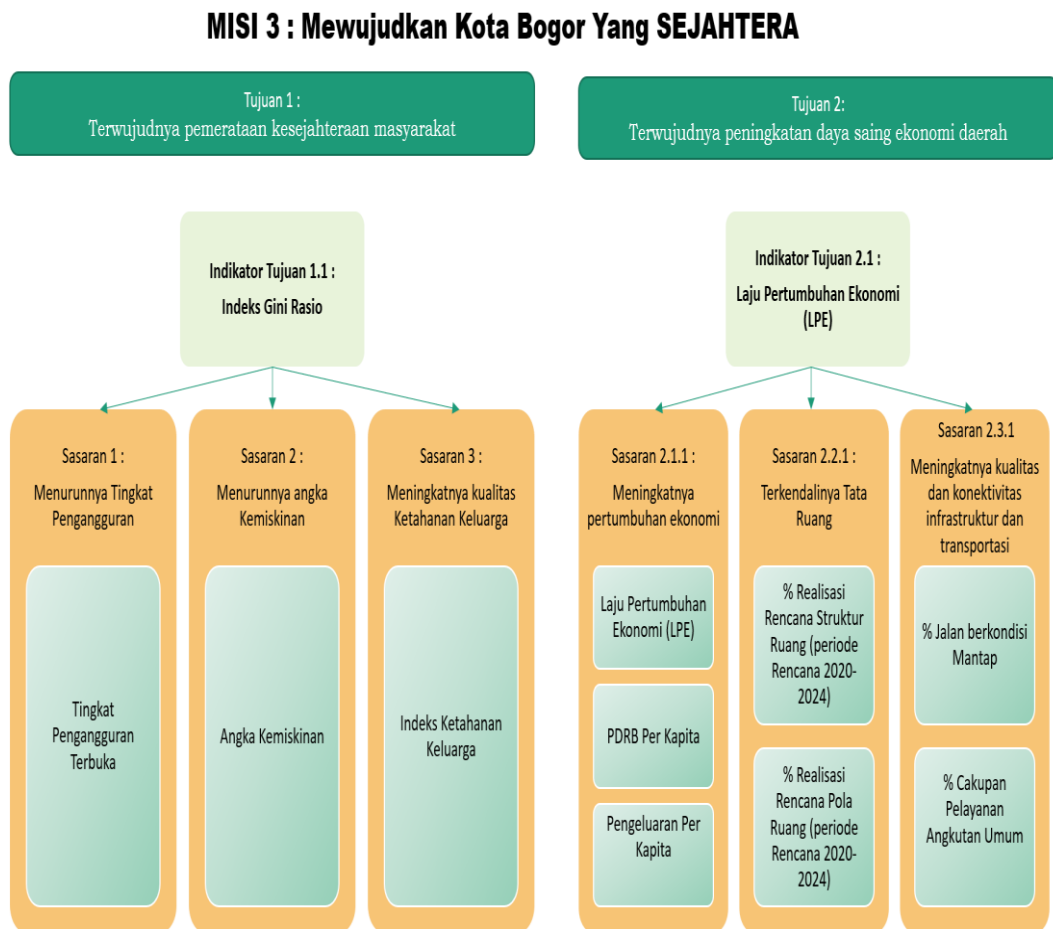 MISI 3 : Mewujudkan Kota Bogor Yang SEJAHTERA
Tujuan 1 :
Terwujudnya pemerataan kesejahteraan masyarakat
Tujuan 2:
Terwujudnya peningkatan daya saing ekonomi daerah
Indikator Tujuan 1.1 :
Indeks Gini Rasio
Indikator Tujuan 2.1 :
Laju Pertumbuhan Ekonomi
(LPE)
Sasaran 1 :
Menurunnya Tingkat
Pengangguran
Tingkat
Pengangguran
Terbuka
Sasaran 2 :
Menurunnya angka
Kemiskinan
Angka Kemiskinan
Sasaran 3 :
Meningkatnya kualitas
Ketahanan Keluarga
Indeks Ketahanan
Keluarga
Sasaran 2.1.1 :
Meningkatnya
pertumbuhan ekonomi
Laju Pertumbuhan
Ekonomi (LPE)
PDRB Per Kapita
Pengeluaran Per
Kapita
Sasaran 2.2.1 :
Terkendalinya Tata
Ruang
% Realisasi
Rencana Struktur
Ruang (periode
Rencana 2020-
2024)
% Realisasi
Rencana Pola
Ruang (periode
Rencana 2020-
2024)
Sasaran 2.3.1
Meningkatnya kualitas
dan konektivitas
infrastruktur dan
transportasi
% Jalan berkondisi
Mantap
% Cakupan
Pelayanan
Angkutan Umum